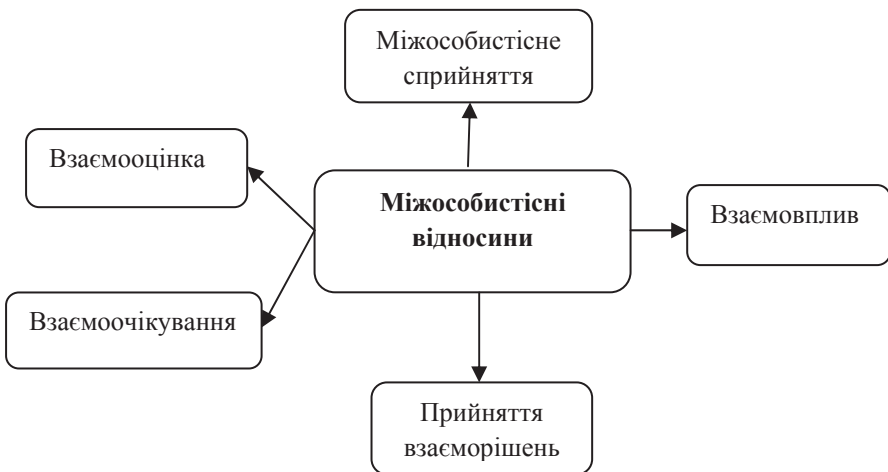 Міжособистісне
сприйняття
Взаємооцінка
Міжособистісні
відносини
Взаємовплив
Взаємоочікування
Прийняття
взаєморішень